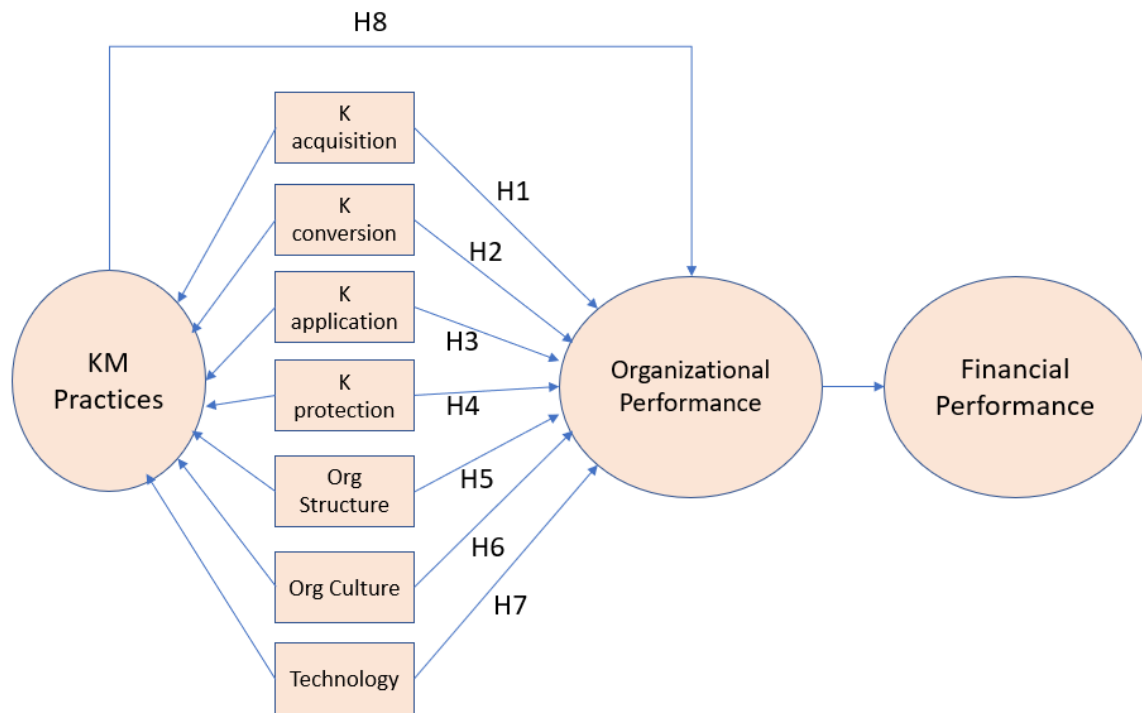 H8
K
acquisition
H1
K
conversion
H2
K
application
H3
KM
Practices
K
protection
H4
Organizational
Performance
Financial
Performance
Org
Structure
H5
Org Culture
H6
H7
Technology